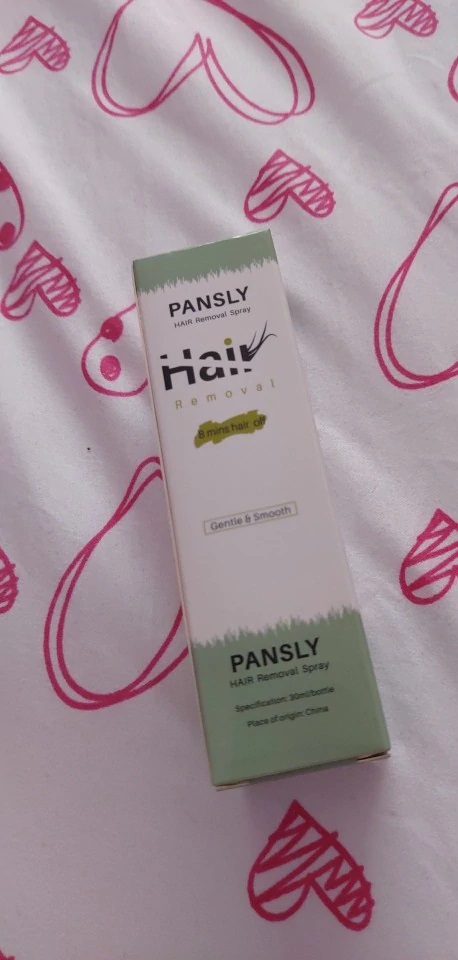 PANSLY
HAIR Removal Spray
Hair
Removal
8 mins hair off
Gentle & Smooth
PANSLY
HAIR Removal Spray
Specification: 30ml/bottle
Place of origin: China